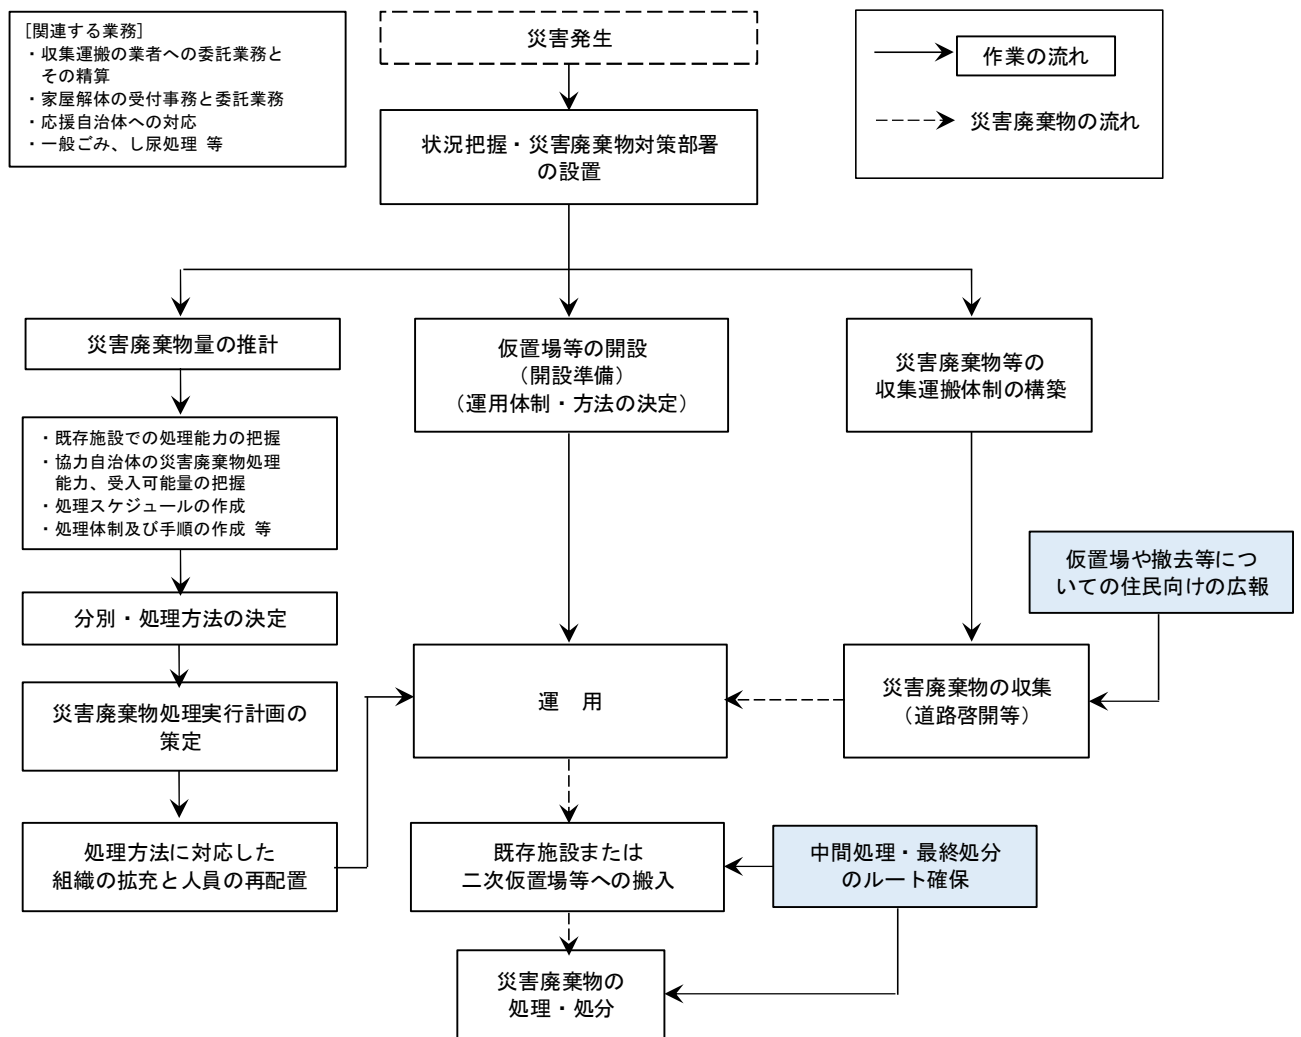 [関連する業務]
・収集運搬の業者への委託業務と
その精算
・家屋解体の受付事務と委託業務
・応援自治体への対応
・一般ごみ、し尿処理 等
災害発生
作業の流れ
災害廃棄物の流れ
状況把握・災害廃棄物対策部署
の設置
災害廃棄物量の推計
仮置場等の開設
（開設準備）
（運用体制・方法の決定）
災害廃棄物等の
収集運搬体制の構築
・既存施設での処理能力の把握
・協力自治体の災害廃棄物処理
能力、受入可能量の把握
・処理スケジュールの作成
・処理体制及び手順の作成 等
仮置場や撤去等につ
いての住民向けの広報
分別・処理方法の決定
災害廃棄物処理実行計画の
策定
運 用
災害廃棄物の収集
（道路啓開等）
処理方法に対応した
組織の拡充と人員の再配置
既存施設または
二次仮置場等への搬入
中間処理・最終処分
のルート確保
災害廃棄物の
処理・処分